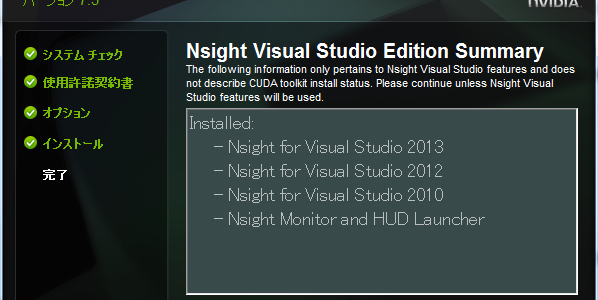 バージョン 7.5
NVIDIA.
システム チェック
使用許諾契約書
オプション
インストール
完了
Nsight Visual Studio Edition Summary
The following information only pertains to Nsight Visual Studio features and does
not describe CUDA toolkit install status. Please continue unless Nsight Visual
Studio features will be used.
Installed:
- Nsight for Visual Studio 2013
- Nsight for Visual Studio 2012
- Nsight for Visual Studio 2010
- Nsight Monitor and HUD Launcher